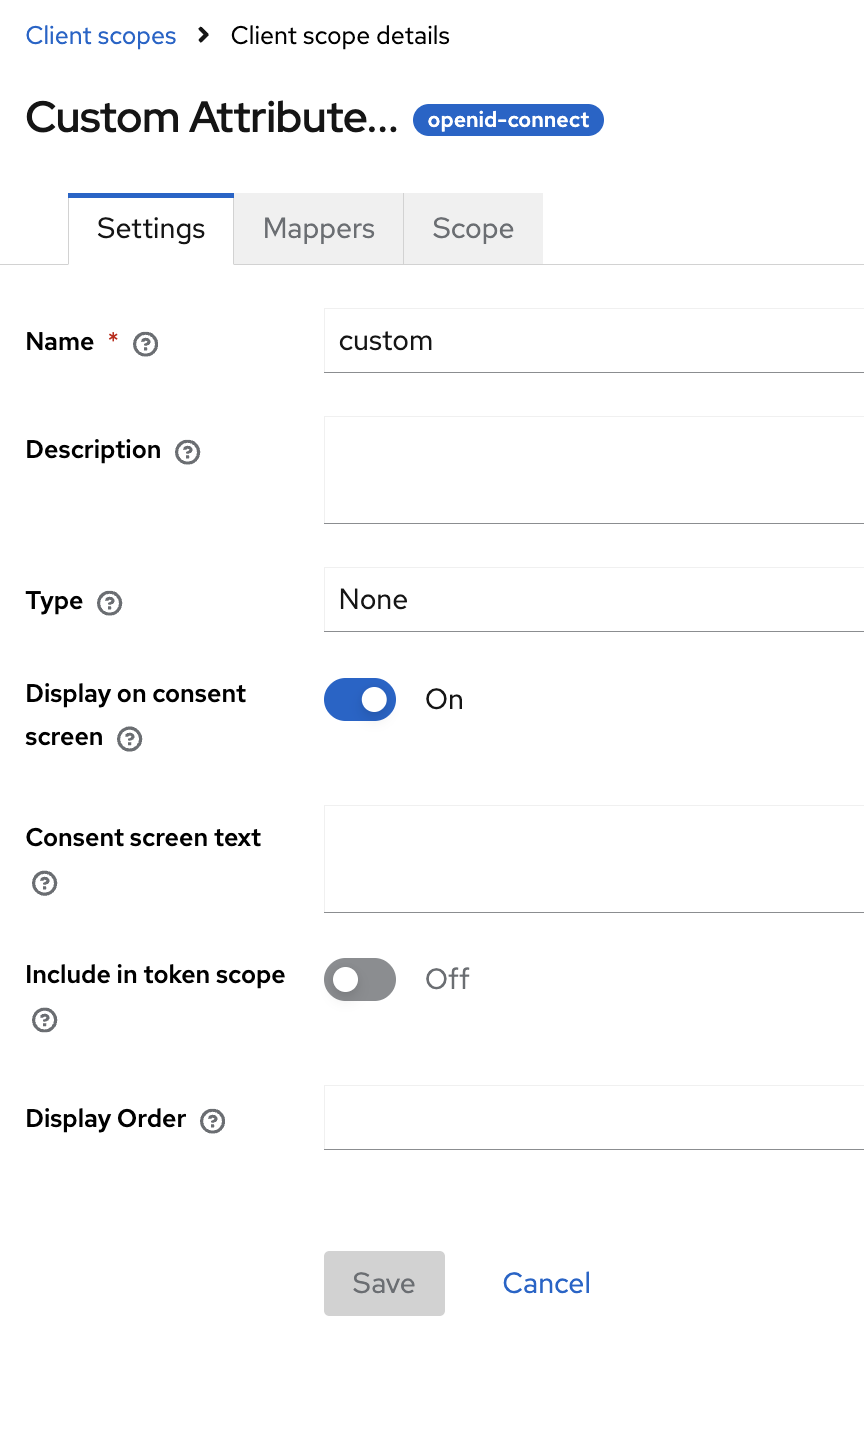 Client scopes > Client scope details
Custom Attribute... openid-connect
Settings Mappers Scope
Name * custom
Description
Type None
Display on consent screen On
Consent screen text
Include in token scope Off
Display Order
Save Cancel